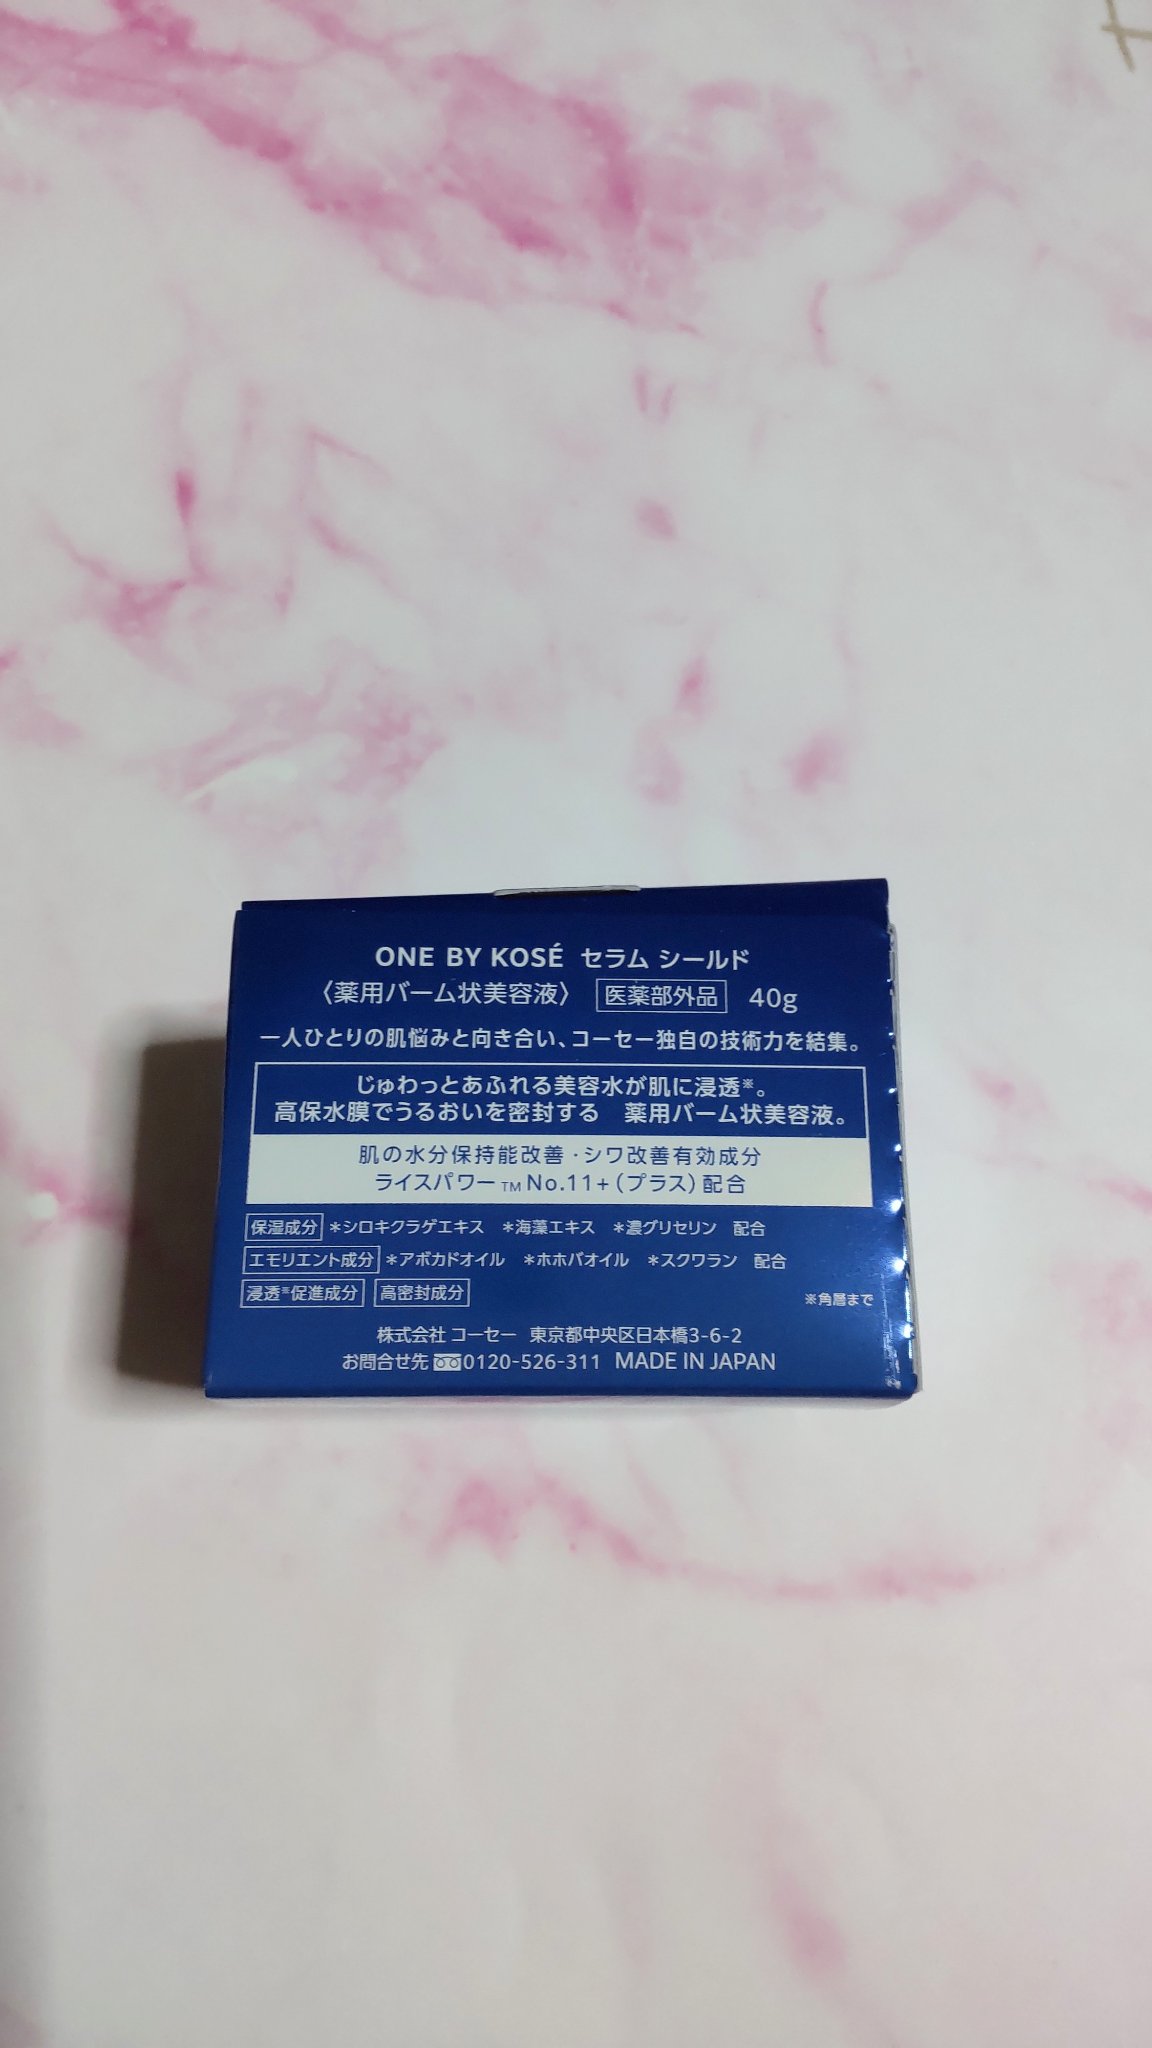 ONE BY KOSÉ セラム シールド
〈薬用バーム状美容液〉 医薬部外品 40g
一人ひとりの肌悩みと向き合い、コーセー独自の技術力を結集。
じゅわっとあふれる美容水が肌に浸透※。
高保水膜でうるおいを密封する 薬用バーム状美容液。
肌の水分保持能改善・シワ改善有効成分
ライスパワー™No.11+(プラス)配合
保湿成分 *シロキクラゲエキス *海藻エキス *濃グリセリン 配合
エモリエント成分 *アボカドオイル *ホホバオイル *スクワラン 配合
浸透※促進成分 高密封成分 ※角層まで
株式会社 コーセー 東京都中央区日本橋3-6-2
お問合せ先 0120-526-311 MADE IN JAPAN